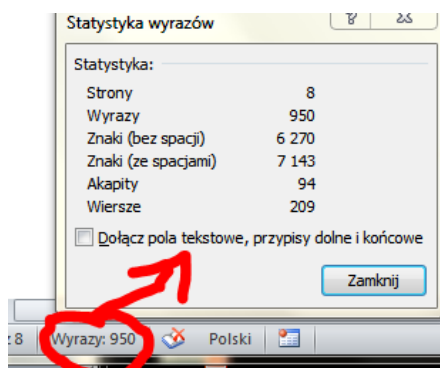 Statystyka wyrazów
Statystyka:
Strony 8
Wyrazy 950
Znaki (bez spacji) 6 270
Znaki (ze spacjami) 7 143
Akapity 94
Wiersze 209
Dołącz pola tekstowe, przypisy dolne i końcowe
Zamknij
z 8 Wyrazy: 950 Polski